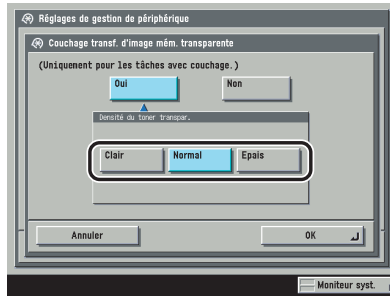 Réglages de gestion de périphérique
Couchage transf. d'image mém. transparente
(Uniquement pour les tâches avec couchage.)
Oui Non
Densité du toner transpar.
Clair Normal Epais
Annuler OK
Moniteur syst.